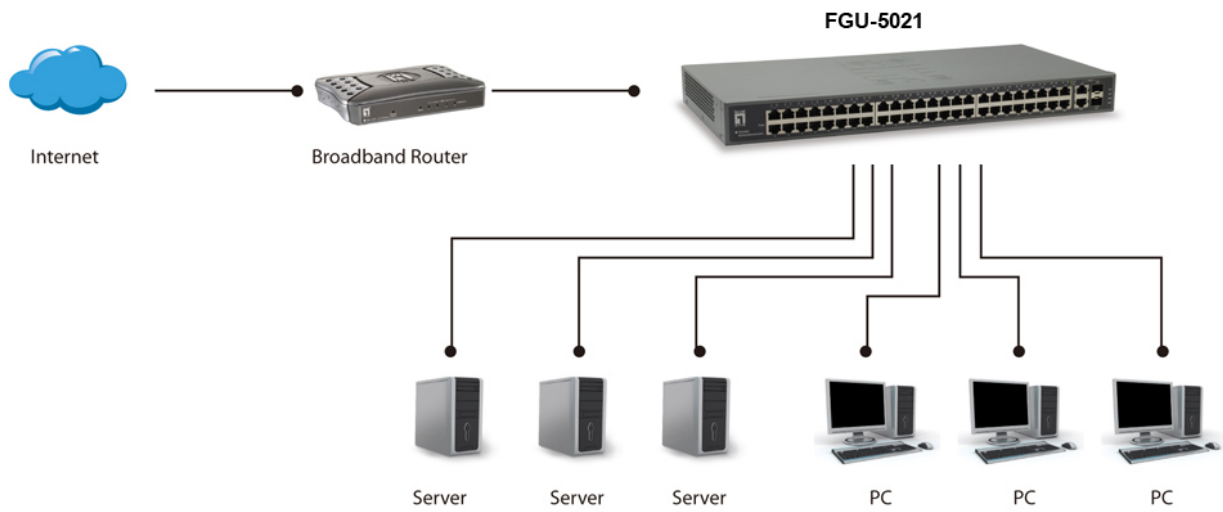 FGU-5021
Internet
Broadband Router
Server
Server
Server
PC
PC
PC